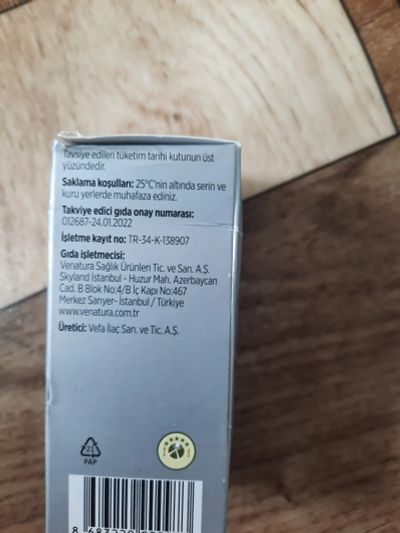 Tavsiye edilen tüketim tarihi kutunun üst
yüzündedir.
Saklama koşulları: 25°C'nin altında serin ve
kuru yerlerde muhafaza ediniz.
Takviye edici gıda onay numarası:
012687-24.01.2022
İşletme kayıt no: TR-34-K-138907
Gıda işletmecisi:
Venatura Sağlık Ürünleri Tic. ve San. A.Ş.
Skyland İstanbul - Huzur Mah. Azerbaycan
Cad. B Blok No:4/B İç Kapı No:467
Merkez Sarıyer- İstanbul / Türkiye
www.venatura.com.tr
Üretici: Vefa İlaç San. ve Tic. A.Ş.
21
PAP